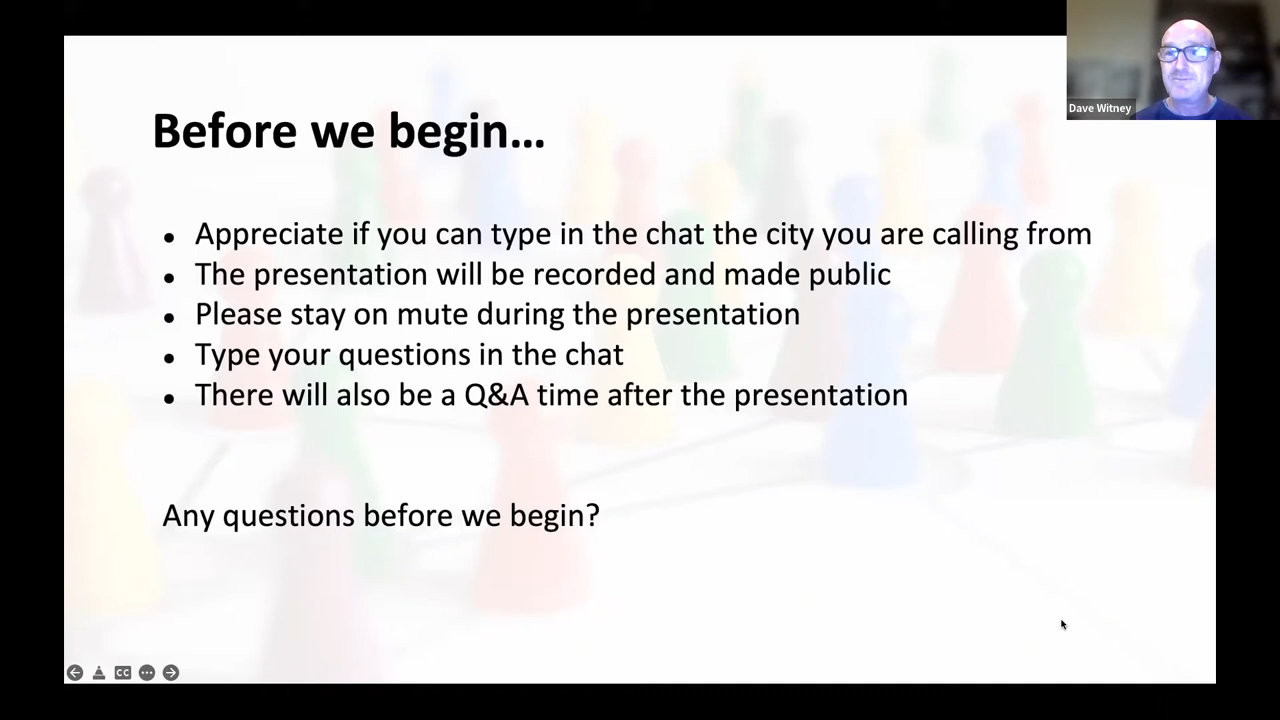 Before we begin...
• Appreciate if you can type in the chat the city you are calling from
• The presentation will be recorded and made public
• Please stay on mute during the presentation
• Type your questions in the chat
• There will also be a Q&A time after the presentation
Any questions before we begin?
Dave Witney
CC